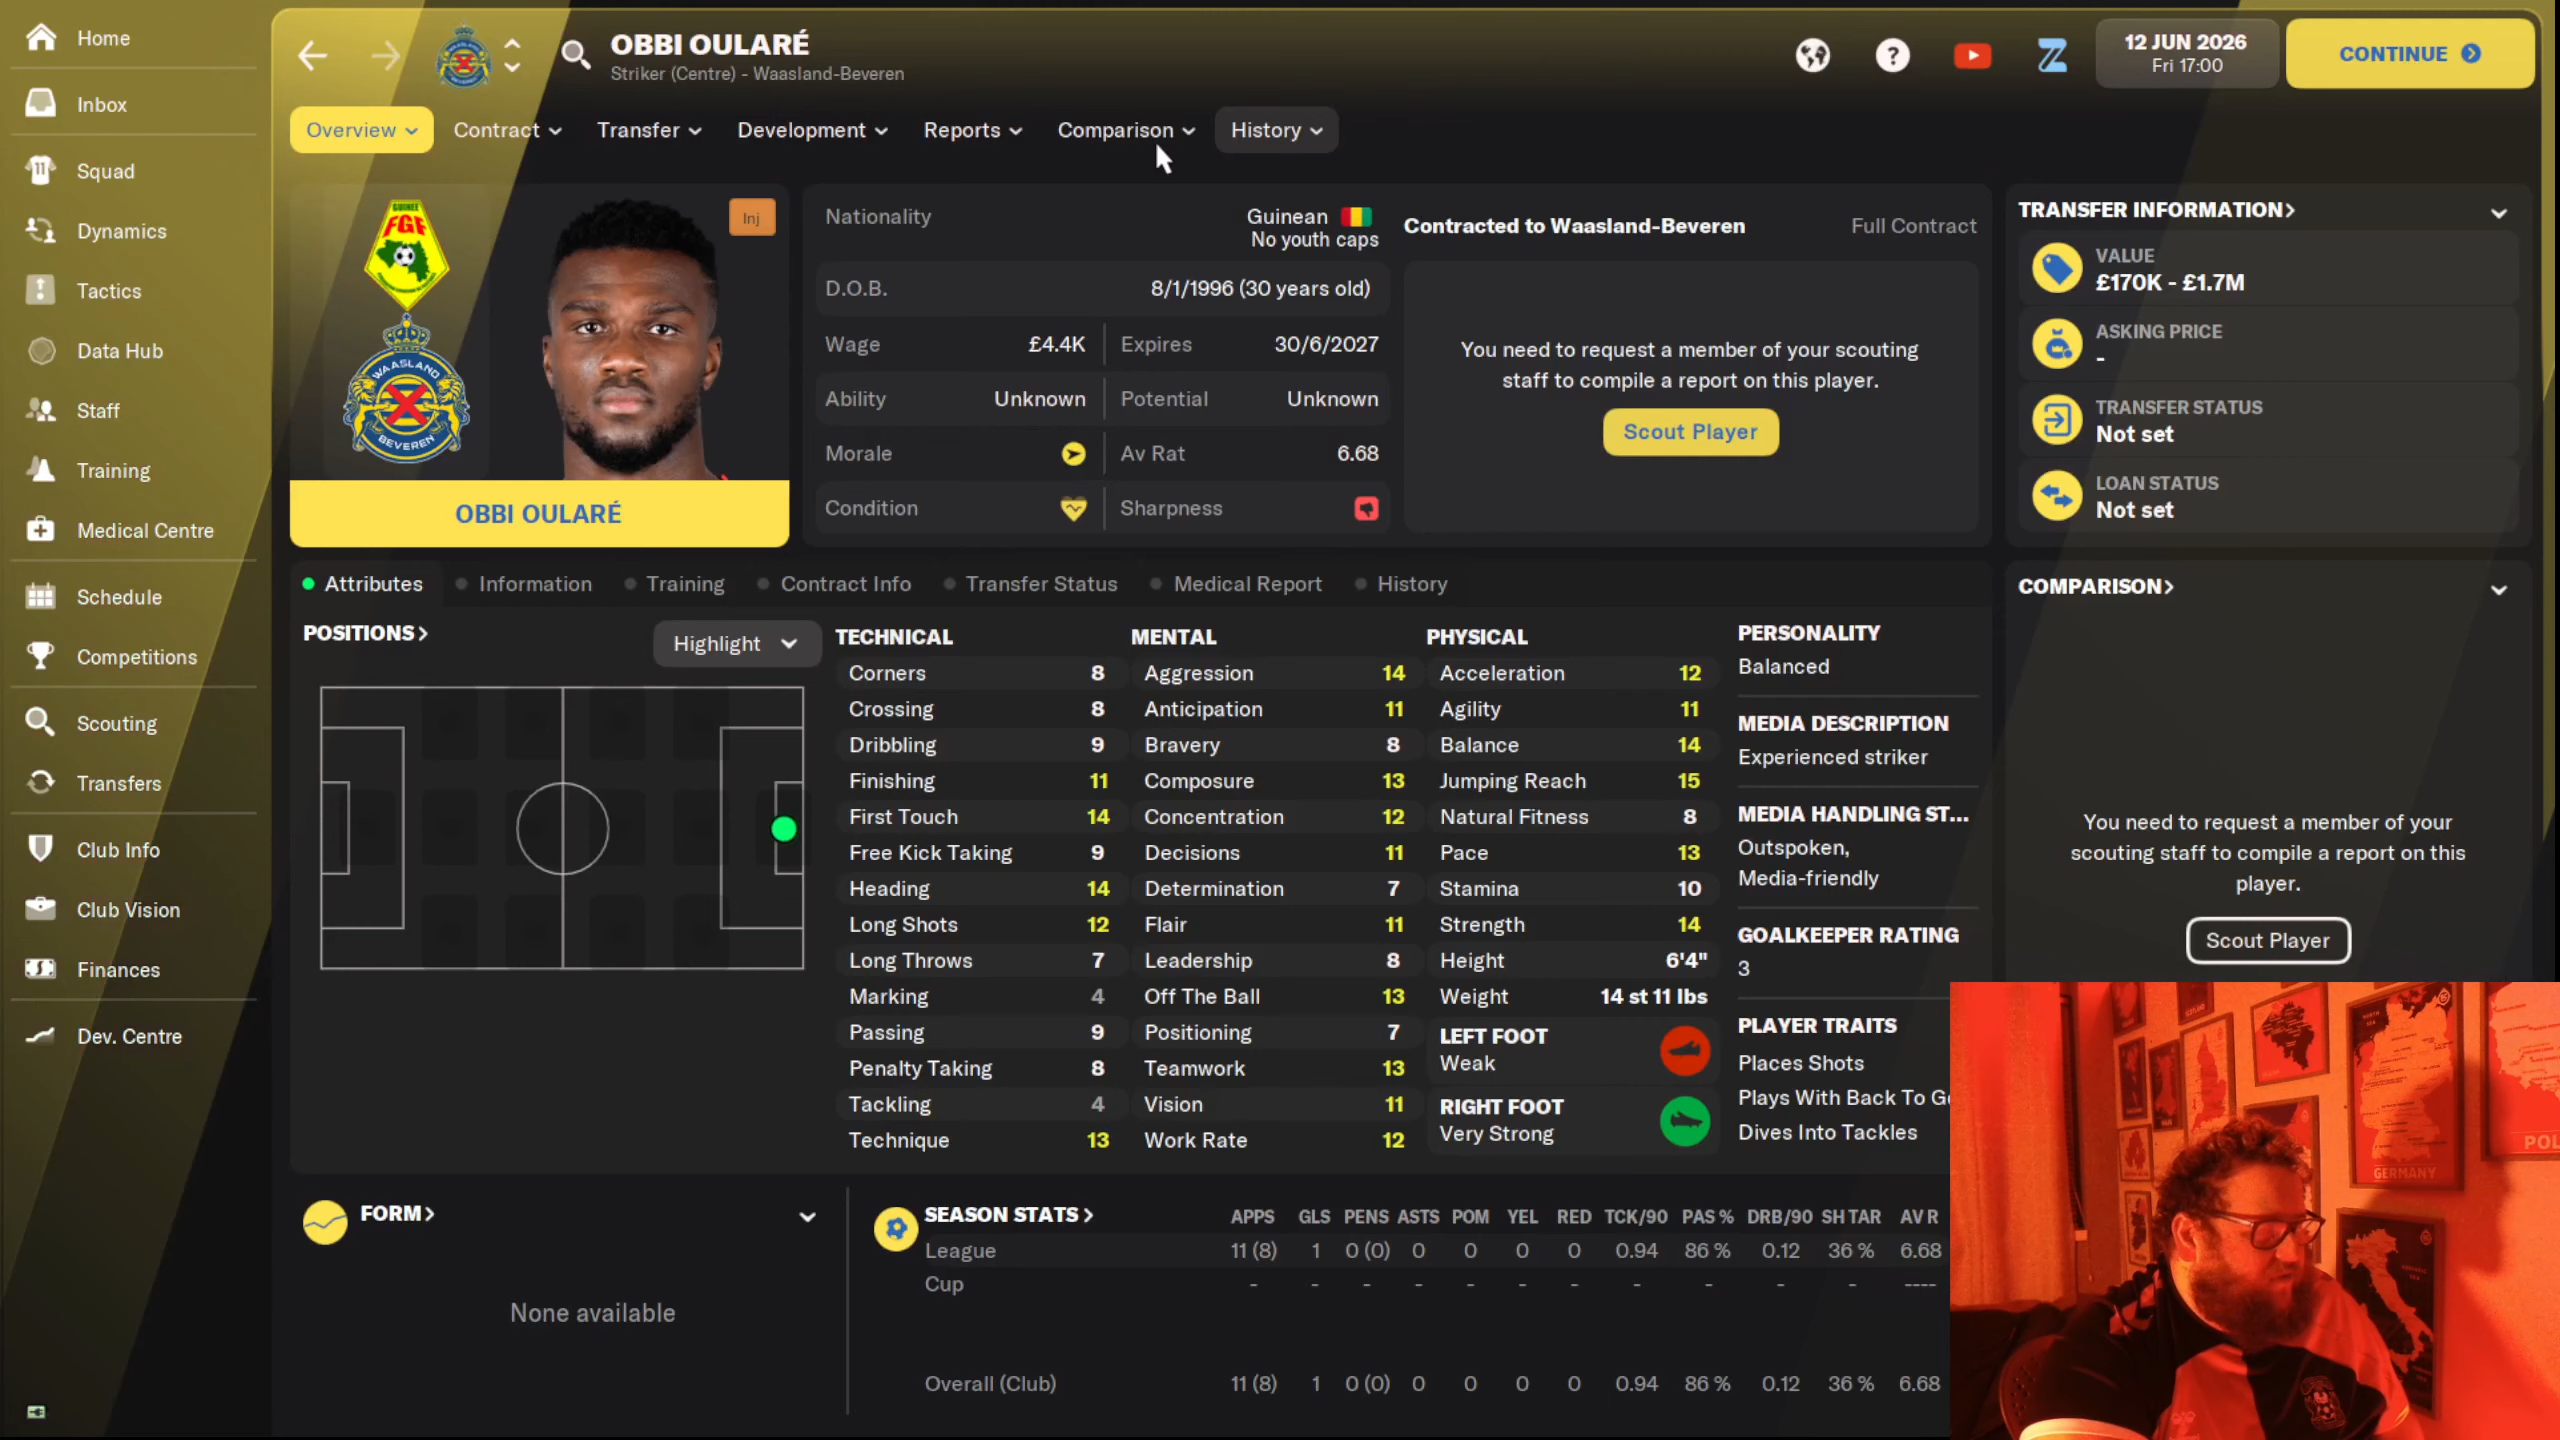 Home
Inbox
Squad
Dynamics
Tactics
Data Hub
Staff
Training
Medical Centre
Schedule
Competitions
Scouting
Transfers
Club Info
Club Vision
Finances
Dev. Centre
OBBI OULARÉ
Striker (Centre) - Waasland-Beveren
12 JUN 2026
Fri 17:00
CONTINUE
Overview Contract Transfer Development Reports Comparison History
GUINEE
FGF
WAASLAND
BEVEREN
Inj
OBBI OULARÉ
Nationality Guinean
No youth caps
D.O.B. 8/1/1996 (30 years old)
Wage £4.4K Expires 30/6/2027
Ability Unknown Potential Unknown
Morale Av Rat 6.68
Condition Sharpness
Contracted to Waasland-Beveren Full Contract
You need to request a member of your scouting
staff to compile a report on this player.
Scout Player
TRANSFER INFORMATION>
VALUE
£170K - £1.7M
ASKING PRICE
-
TRANSFER STATUS
Not set
LOAN STATUS
Not set
Attributes Information Training Contract Info Transfer Status Medical Report History
POSITIONS>
Highlight
TECHNICAL
Corners 8
Crossing 8
Dribbling 9
Finishing 11
First Touch 14
Free Kick Taking 9
Heading 14
Long Shots 12
Long Throws 7
Marking 4
Passing 9
Penalty Taking 8
Tackling 4
Technique 13
MENTAL
Aggression 14
Anticipation 11
Bravery 8
Composure 13
Concentration 12
Decisions 11
Determination 7
Flair 11
Leadership 8
Off The Ball 13
Positioning 7
Teamwork 13
Vision 11
Work Rate 12
PHYSICAL
Acceleration 12
Agility 11
Balance 14
Jumping Reach 15
Natural Fitness 8
Pace 13
Stamina 10
Strength 14
Height 6'4"
Weight 14 st 11 lbs
LEFT FOOT
Weak
RIGHT FOOT
Very Strong
PERSONALITY
Balanced
MEDIA DESCRIPTION
Experienced striker
MEDIA HANDLING ST...
Outspoken,
Media-friendly
GOALKEEPER RATING
3
PLAYER TRAITS
Places Shots
Plays With Back To Go
Dives Into Tackles
COMPARISON>
You need to request a member of your
scouting staff to compile a report on this
player.
Scout Player
FORM>
None available
SEASON STATS > APPS GLS PENS ASTS POM YEL RED TCK/90 PAS % DRB/90 SH TAR AV R
League 11 (8) 1 0 (0) 0 0 0 0 0.94 86 % 0.12 36 % 6.68
Cup - - - - - - - - - - - ----
Overall (Club) 11 (8) 1 0 (0) 0 0 0 0 0.94 86 % 0.12 36 % 6.68
GERMANY
POL